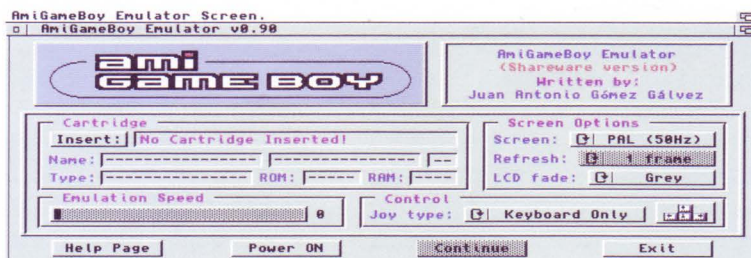 AmiGameBoy Emulator Screen.
AmiGameBoy Emulator v0.90
ami
GAME BOY
AmiGameBoy Emulator
(Shareware version)
Written by:
Juan Antonio Gómez Gálvez
Cartridge
Insert: No Cartridge Inserted!
Name: ---------------- ---------------- --
Type: ---------------- ROM: ----- RAM: ----
Screen Options
Screen: PAL (50Hz)
Refresh: 1 frame
LCD fade: Grey
Emulation Speed
0
Control
Joy type: Keyboard Only
Help Page Power ON Continue Exit